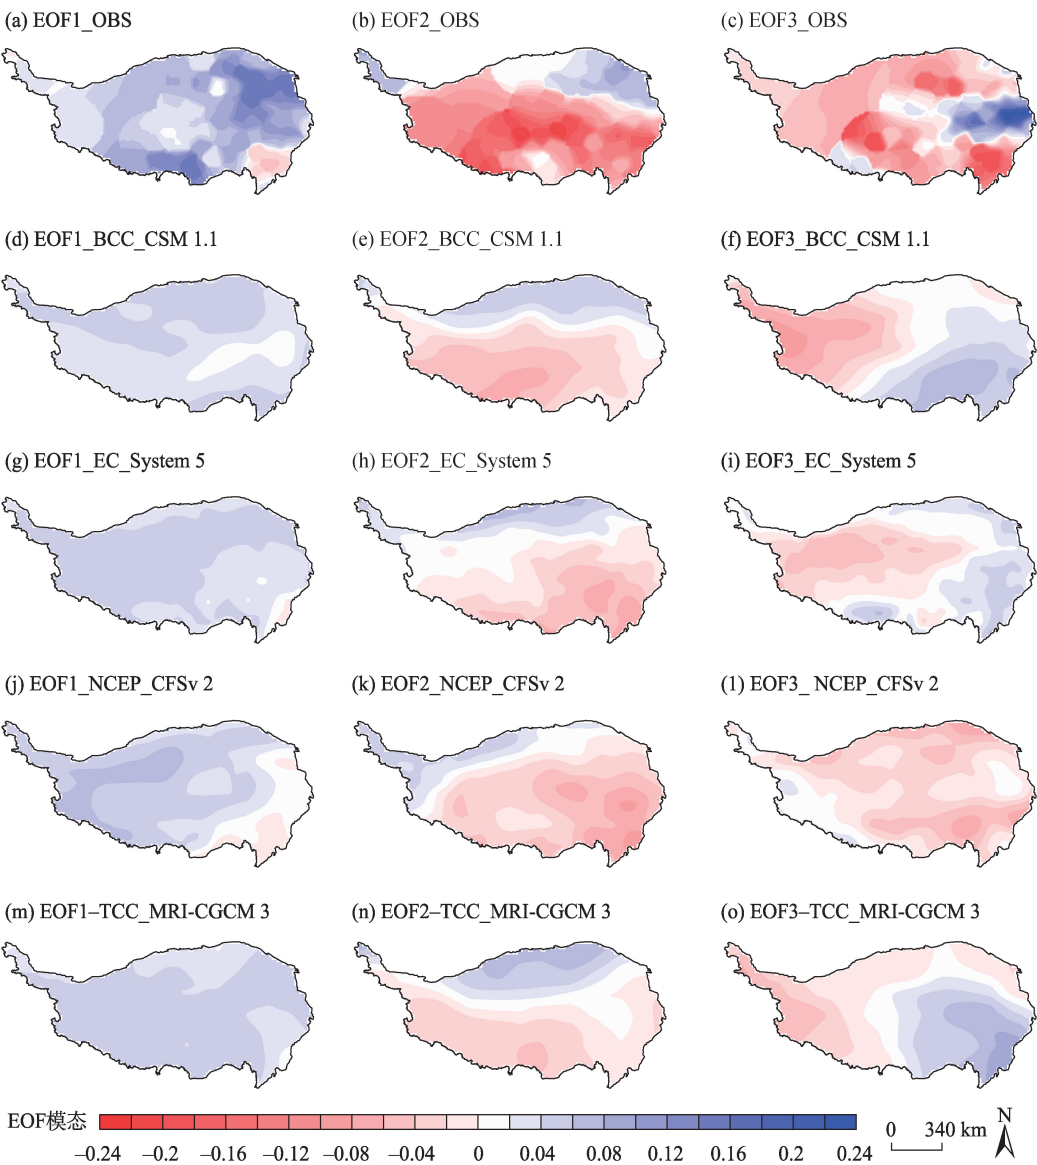 (a) EOF1_OBS
(b) EOF2_OBS
(c) EOF3_OBS
(d) EOF1_BCC_CSM 1.1
(e) EOF2_BCC_CSM 1.1
(f) EOF3_BCC_CSM 1.1
(g) EOF1_EC_System 5
(h) EOF2_EC_System 5
(i) EOF3_EC_System 5
(j) EOF1_NCEP_CFSv 2
(k) EOF2_NCEP_CFSv 2
(l) EOF3_ NCEP_CFSv 2
(m) EOF1–TCC_MRI-CGCM 3
(n) EOF2–TCC_MRI-CGCM 3
(o) EOF3–TCC_MRI-CGCM 3
EOF模态
–0.24 –0.2 –0.16 –0.12 –0.08 –0.04 0 0.04 0.08 0.12 0.16 0.2 0.24
0 340 km
N